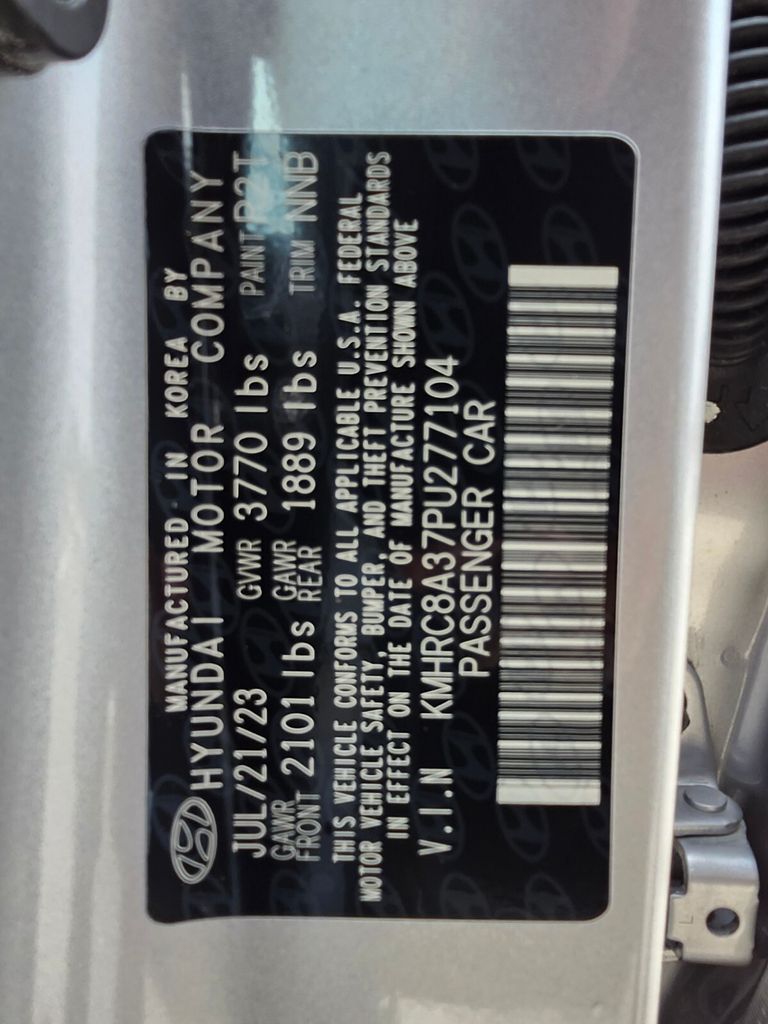 MANUFACTURED IN KOREA BY
HYUNDAI MOTOR COMPANY
JUL/21/23 GVWR 3770 lbs PAINT R2T
GAWR FRONT 2101 lbs GAWR REAR 1889 lbs TRIM NNB
THIS VEHICLE CONFORMS TO ALL APPLICABLE U.S.A. FEDERAL
MOTOR VEHICLE SAFETY, BUMPER, AND THEFT PREVENTION STANDARDS
IN EFFECT ON THE DATE OF MANUFACTURE SHOWN ABOVE
V.I.N KMHRC8A37PU277104
PASSENGER CAR
L